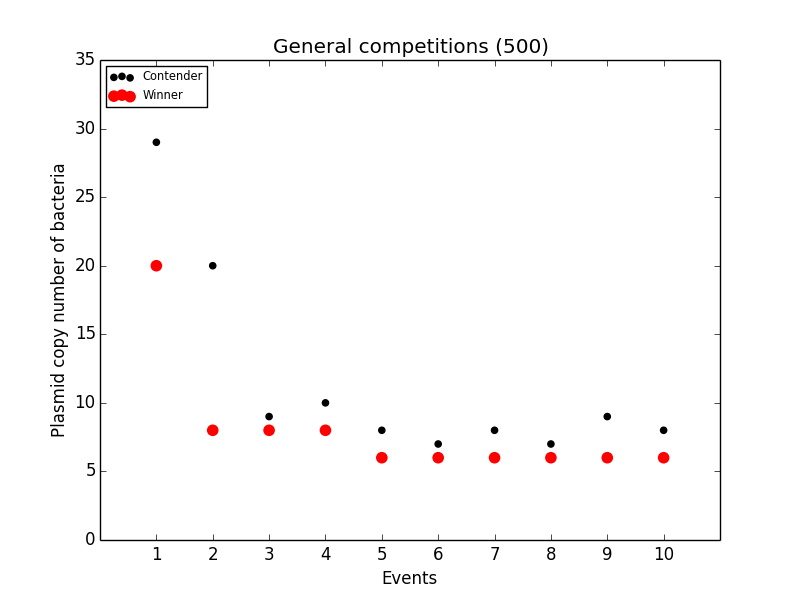 General competitions (500)
Contender
Winner
Plasmid copy number of bacteria
35
30
25
20
15
10
5
0
1 2 3 4 5 6 7 8 9 10
Events